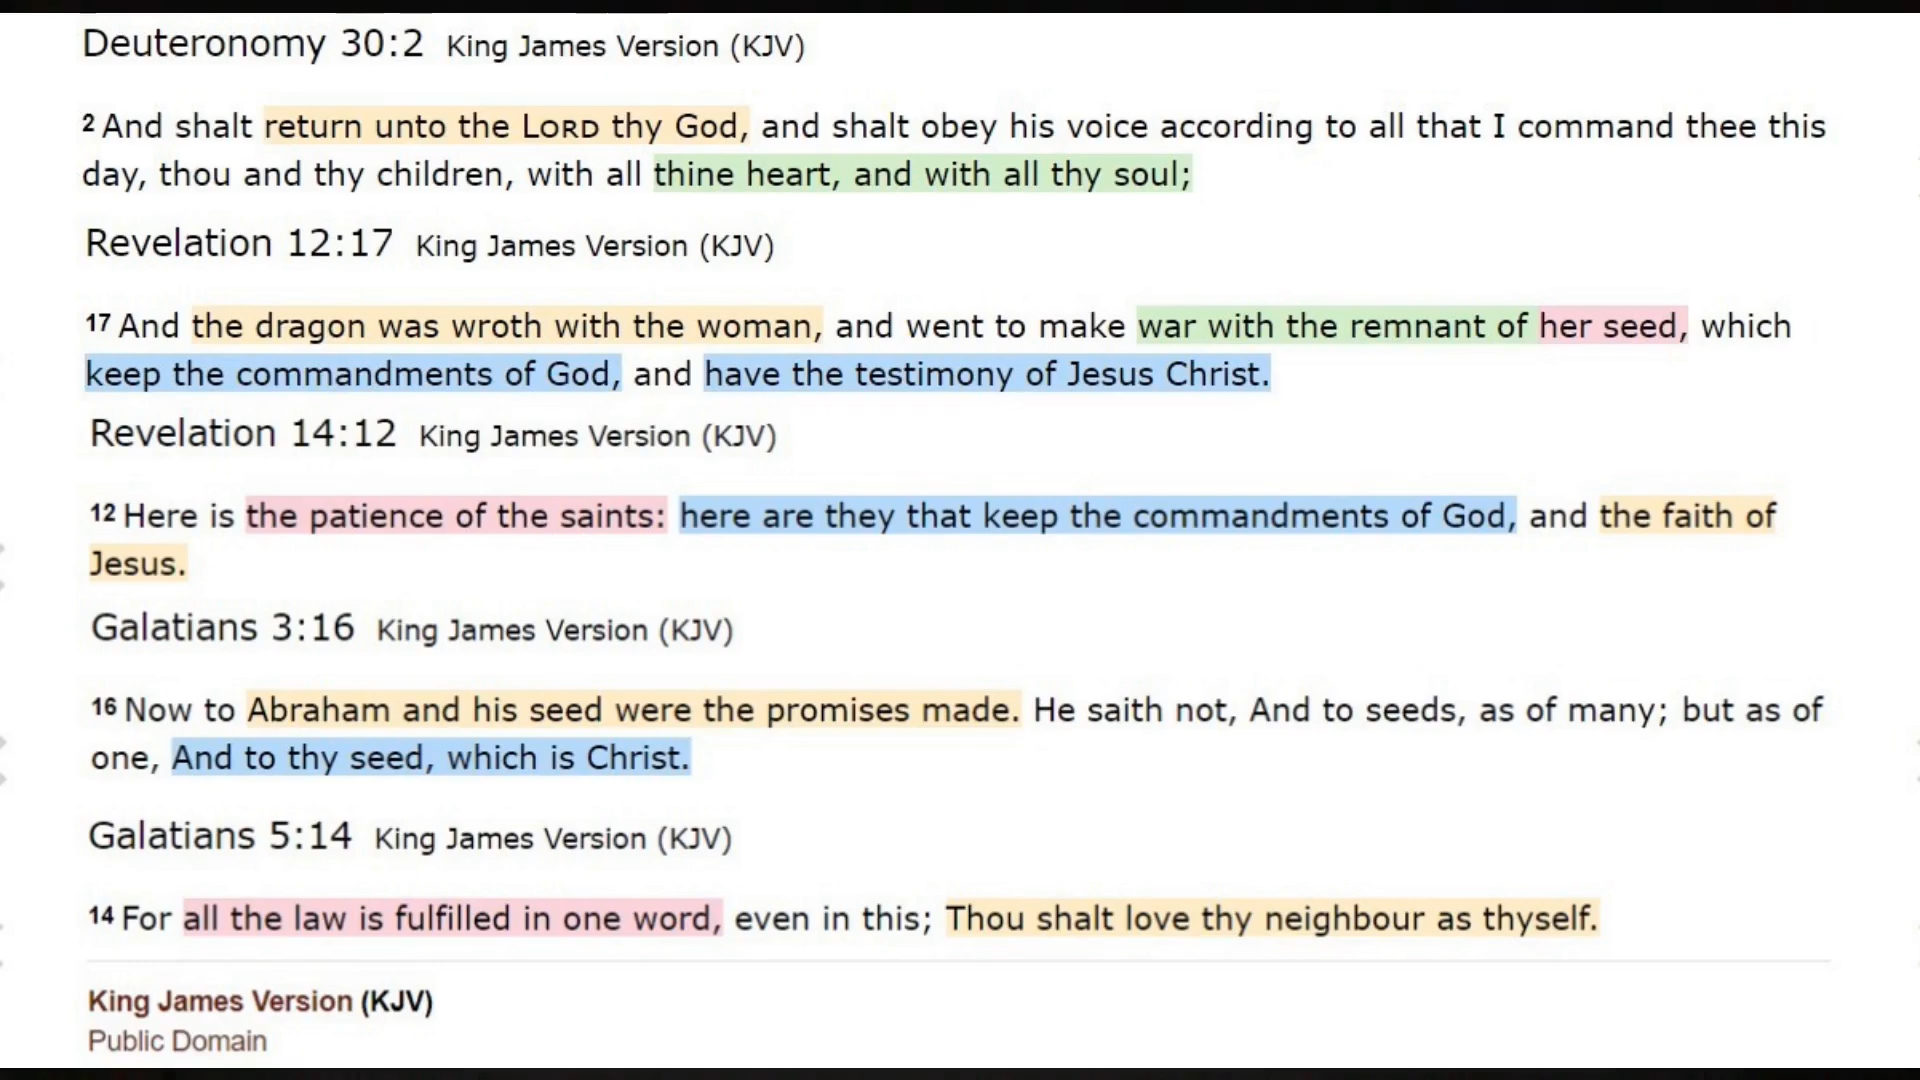 Deuteronomy 30:2 King James Version (KJV)
2 And shalt return unto the LORD thy God, and shalt obey his voice according to all that I command thee this
day, thou and thy children, with all thine heart, and with all thy soul;
Revelation 12:17 King James Version (KJV)
17 And the dragon was wroth with the woman, and went to make war with the remnant of her seed, which
keep the commandments of God, and have the testimony of Jesus Christ.
Revelation 14:12 King James Version (KJV)
12 Here is the patience of the saints: here are they that keep the commandments of God, and the faith of
Jesus.
Galatians 3:16 King James Version (KJV)
16 Now to Abraham and his seed were the promises made. He saith not, And to seeds, as of many; but as of
one, And to thy seed, which is Christ.
Galatians 5:14 King James Version (KJV)
14 For all the law is fulfilled in one word, even in this; Thou shalt love thy neighbour as thyself.
King James Version (KJV)
Public Domain